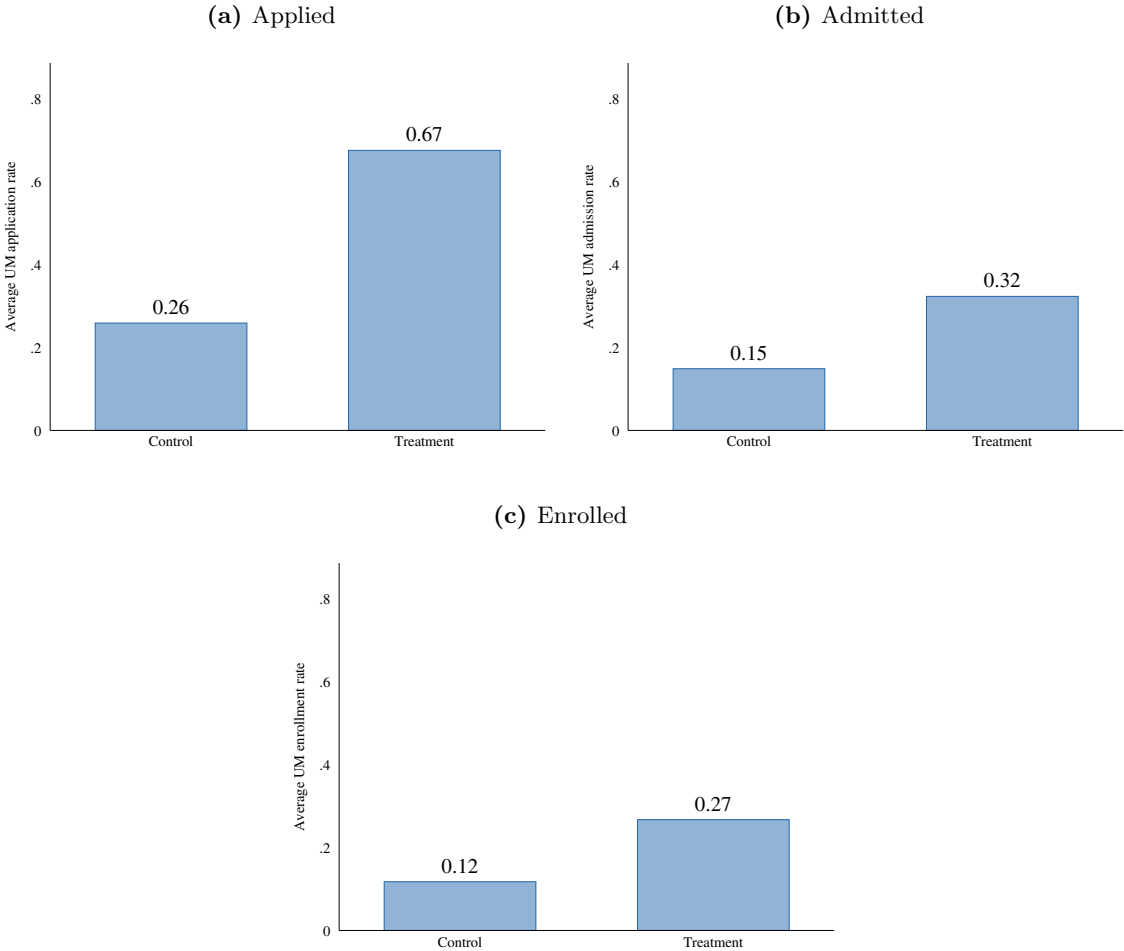 (a) Applied
Average UM application rate
.8
.6
.4
.2
0
0.26
0.67
Control Treatment
(b) Admitted
Average UM admission rate
.8
.6
.4
.2
0
0.15
0.32
Control Treatment
(c) Enrolled
Average UM enrollment rate
.8
.6
.4
.2
0
0.12
0.27
Control Treatment